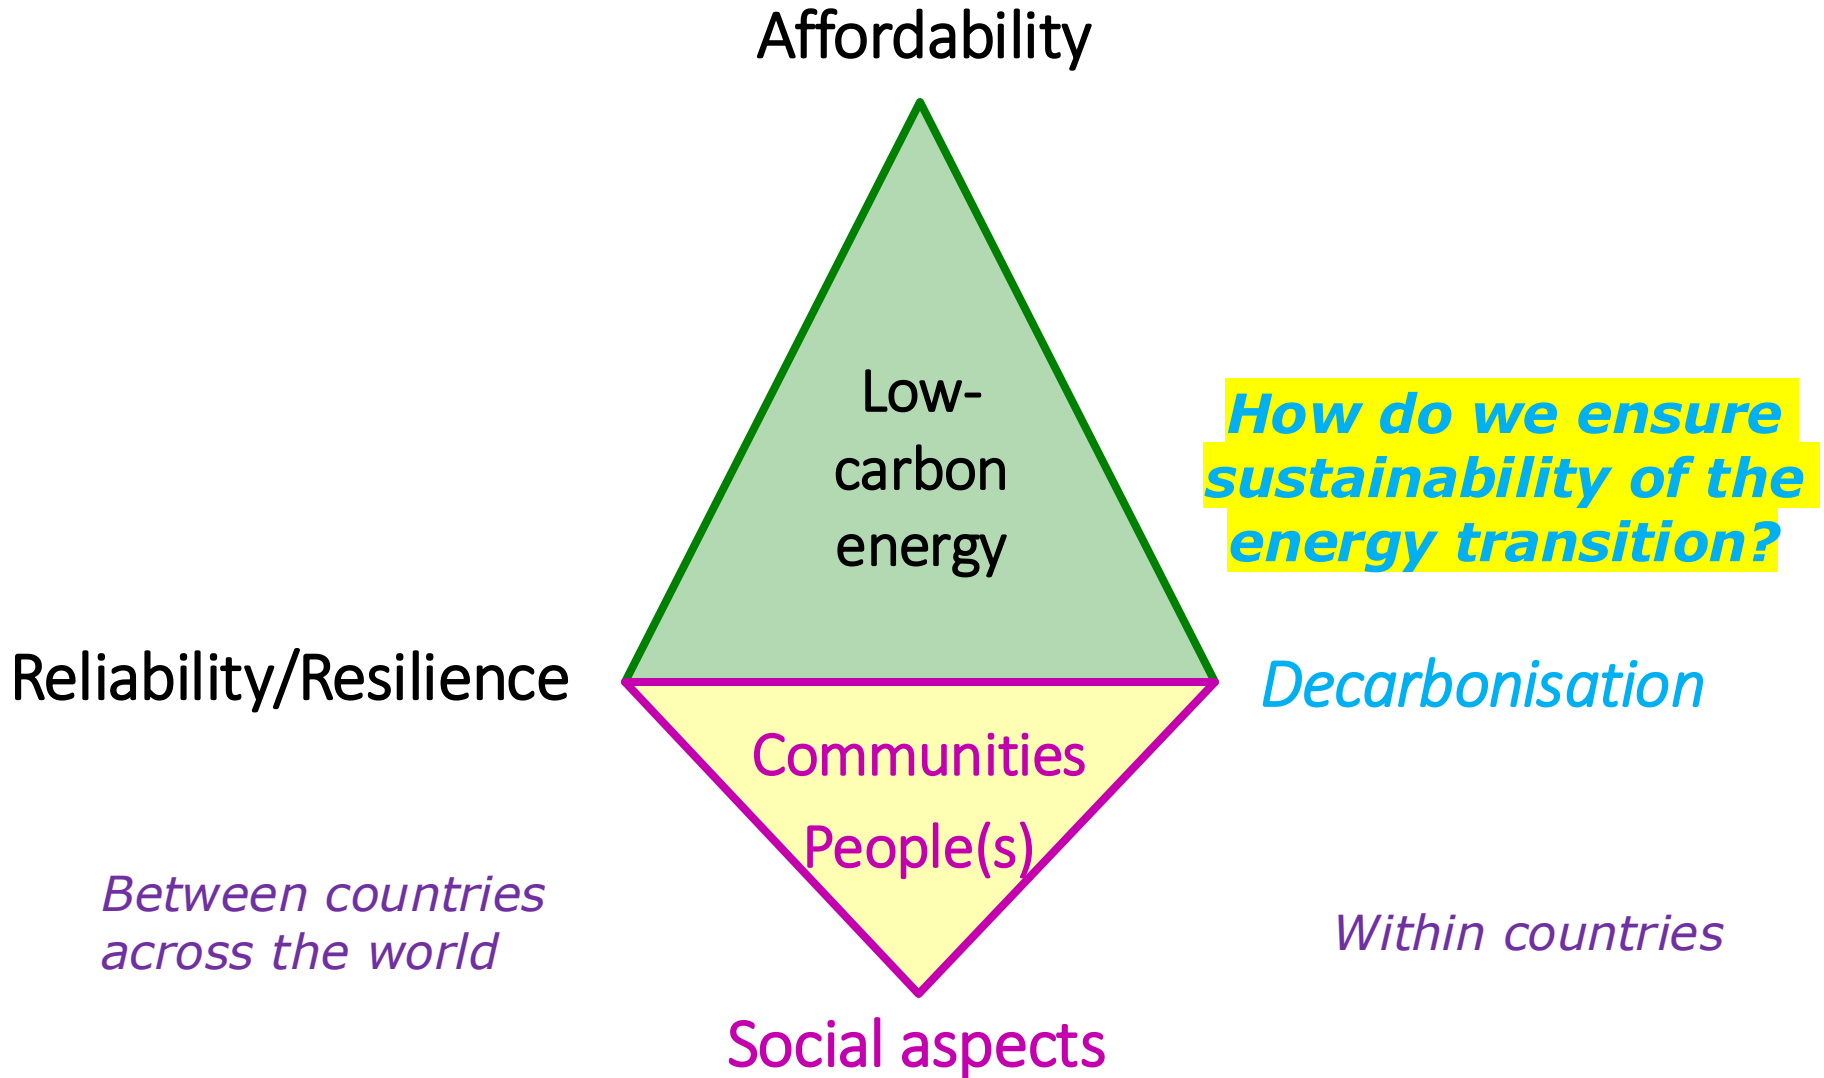 Affordability
Low-
carbon
energy
How do we ensure
sustainability of the
energy transition?
Reliability/Resilience
Decarbonisation
Communities
People(s)
Between countries
across the world
Within countries
Social aspects